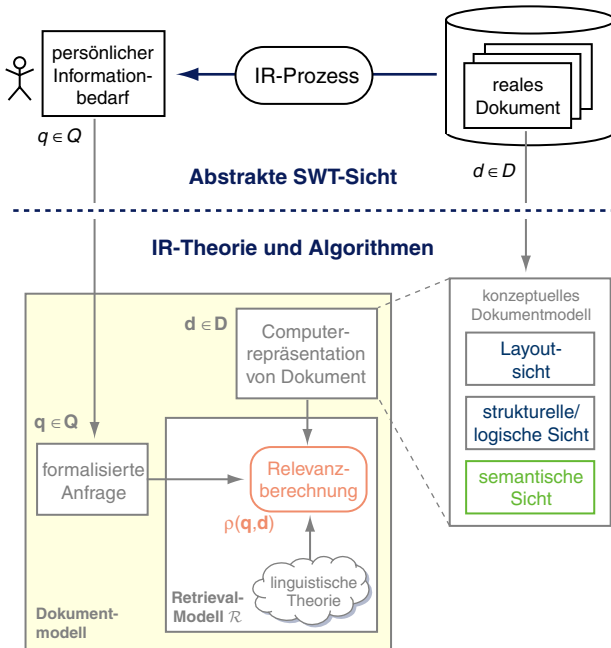 persönlicher
Information-
bedarf
IR-Prozess
reales
Dokument
q ∈ Q
d ∈ D
Abstrakte SWT-Sicht
IR-Theorie und Algorithmen
konzeptuelles
Dokumentmodell
Layout-
sicht
strukturelle/
logische Sicht
semantische
Sicht
d ∈ D
Computer-
repräsentation
von Dokument
q ∈ Q
formalisierte
Anfrage
Relevanz-
berechnung
ρ(q,d)
linguistische
Theorie
Retrieval-
Modell ℛ
Dokument-
modell